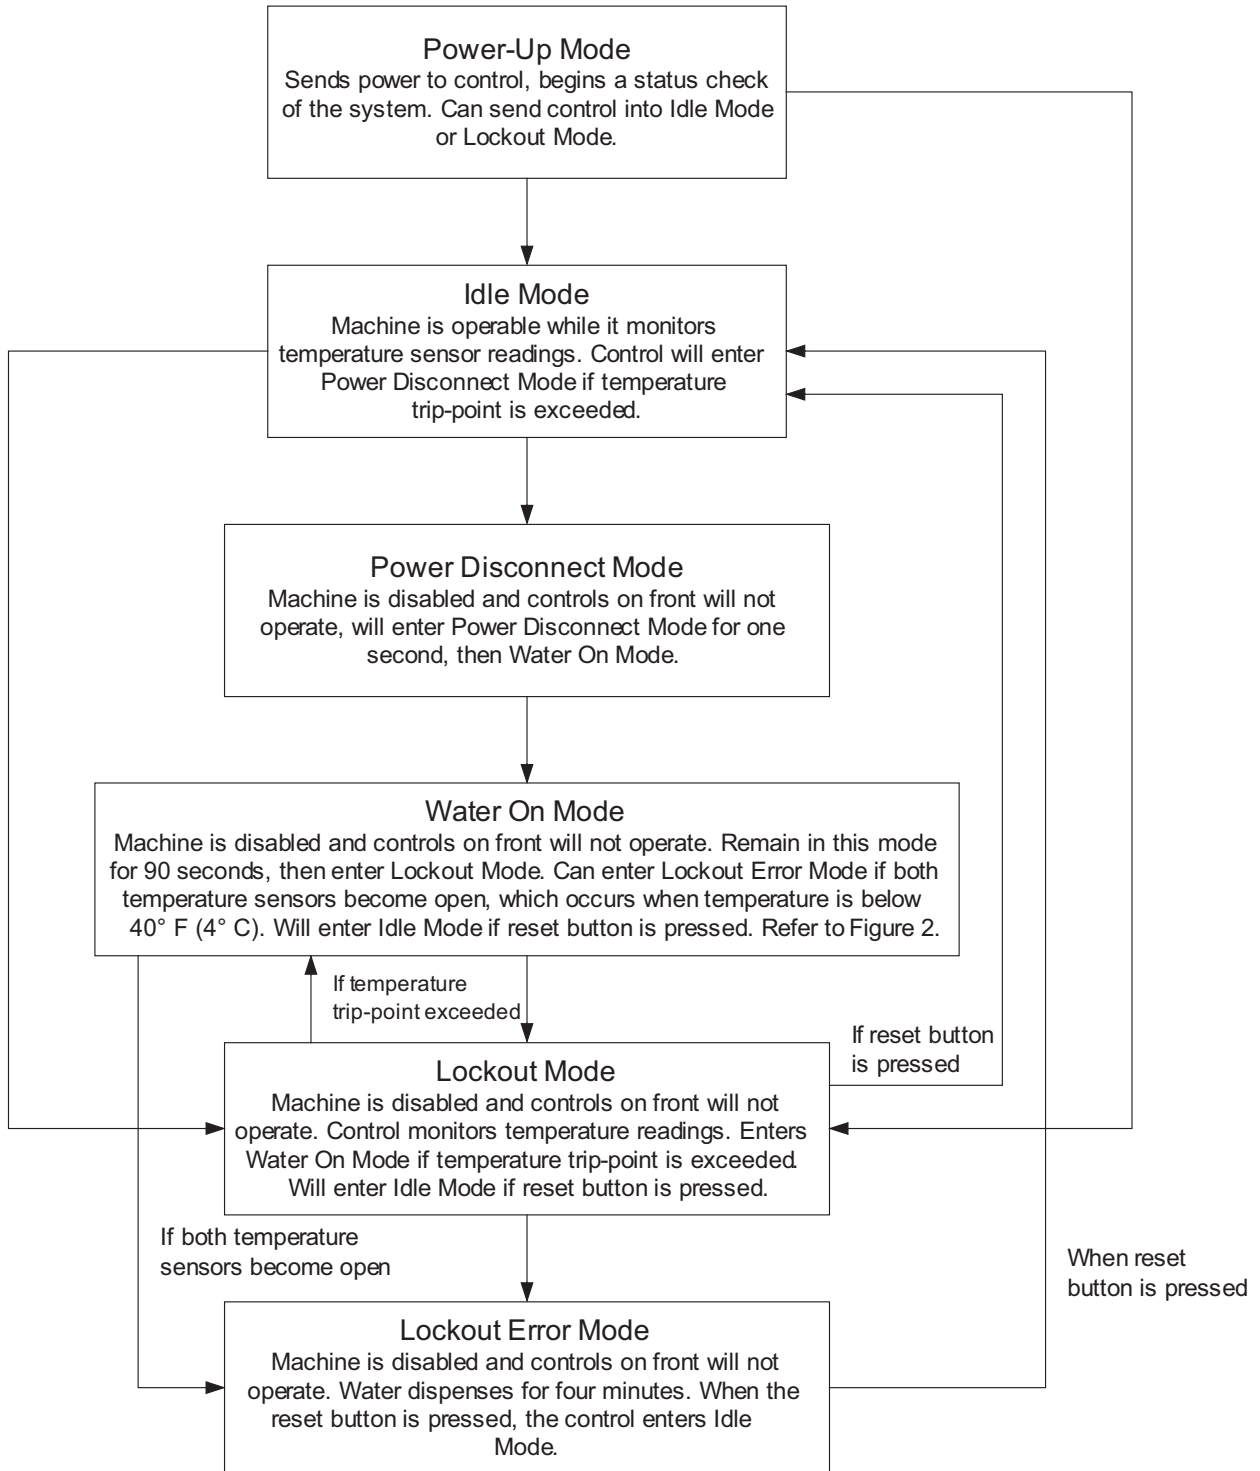 Power-Up Mode
Sends power to control, begins a status check
of the system. Can send control into Idle Mode
or Lockout Mode.
Idle Mode
Machine is operable while it monitors
temperature sensor readings. Control will enter
Power Disconnect Mode if temperature
trip-point is exceeded.
Power Disconnect Mode
Machine is disabled and controls on front will not
operate, will enter Power Disconnect Mode for one
second, then Water On Mode.
Water On Mode
Machine is disabled and controls on front will not operate. Remain in this mode
for 90 seconds, then enter Lockout Mode. Can enter Lockout Error Mode if both
temperature sensors become open, which occurs when temperature is below
40° F (4° C). Will enter Idle Mode if reset button is pressed. Refer to Figure 2.
If temperature
trip-point exceeded
If reset button
is pressed
Lockout Mode
Machine is disabled and controls on front will not
operate. Control monitors temperature readings. Enters
Water On Mode if temperature trip-point is exceeded.
Will enter Idle Mode if reset button is pressed.
If both temperature
sensors become open
When reset
button is pressed
Lockout Error Mode
Machine is disabled and controls on front will not
operate. Water dispenses for four minutes. When the
reset button is pressed, the control enters Idle
Mode.